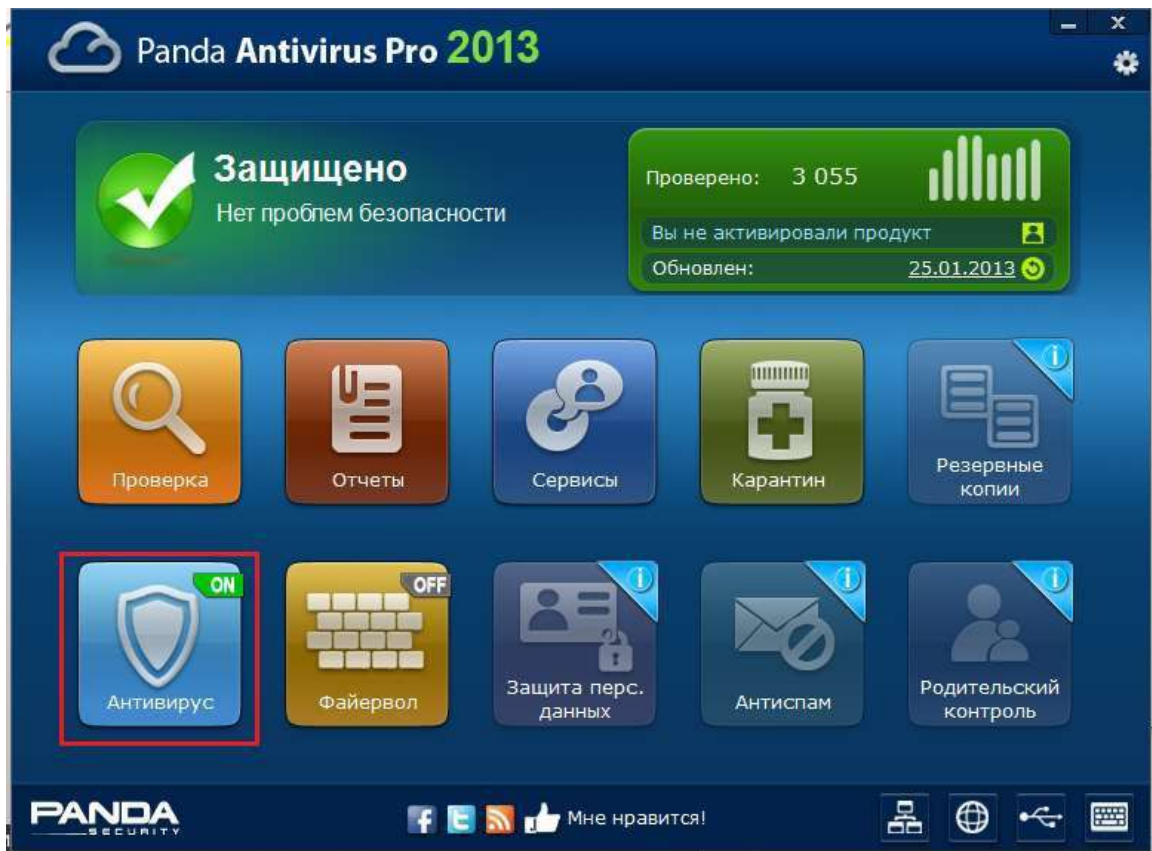 Panda Antivirus Pro 2013
X
Защищено
Нет проблем безопасности
Проверено: 3 055
Вы не активировали продукт
Обновлен: 25.01.2013
Проверка
Отчеты
Сервисы
Карантин
Резервные
копии
ON
Антивирус
OFF
Файервол
Защита перс.
данных
Антиспам
Родительский
контроль
PANDA
SECURITY
Мне нравится!